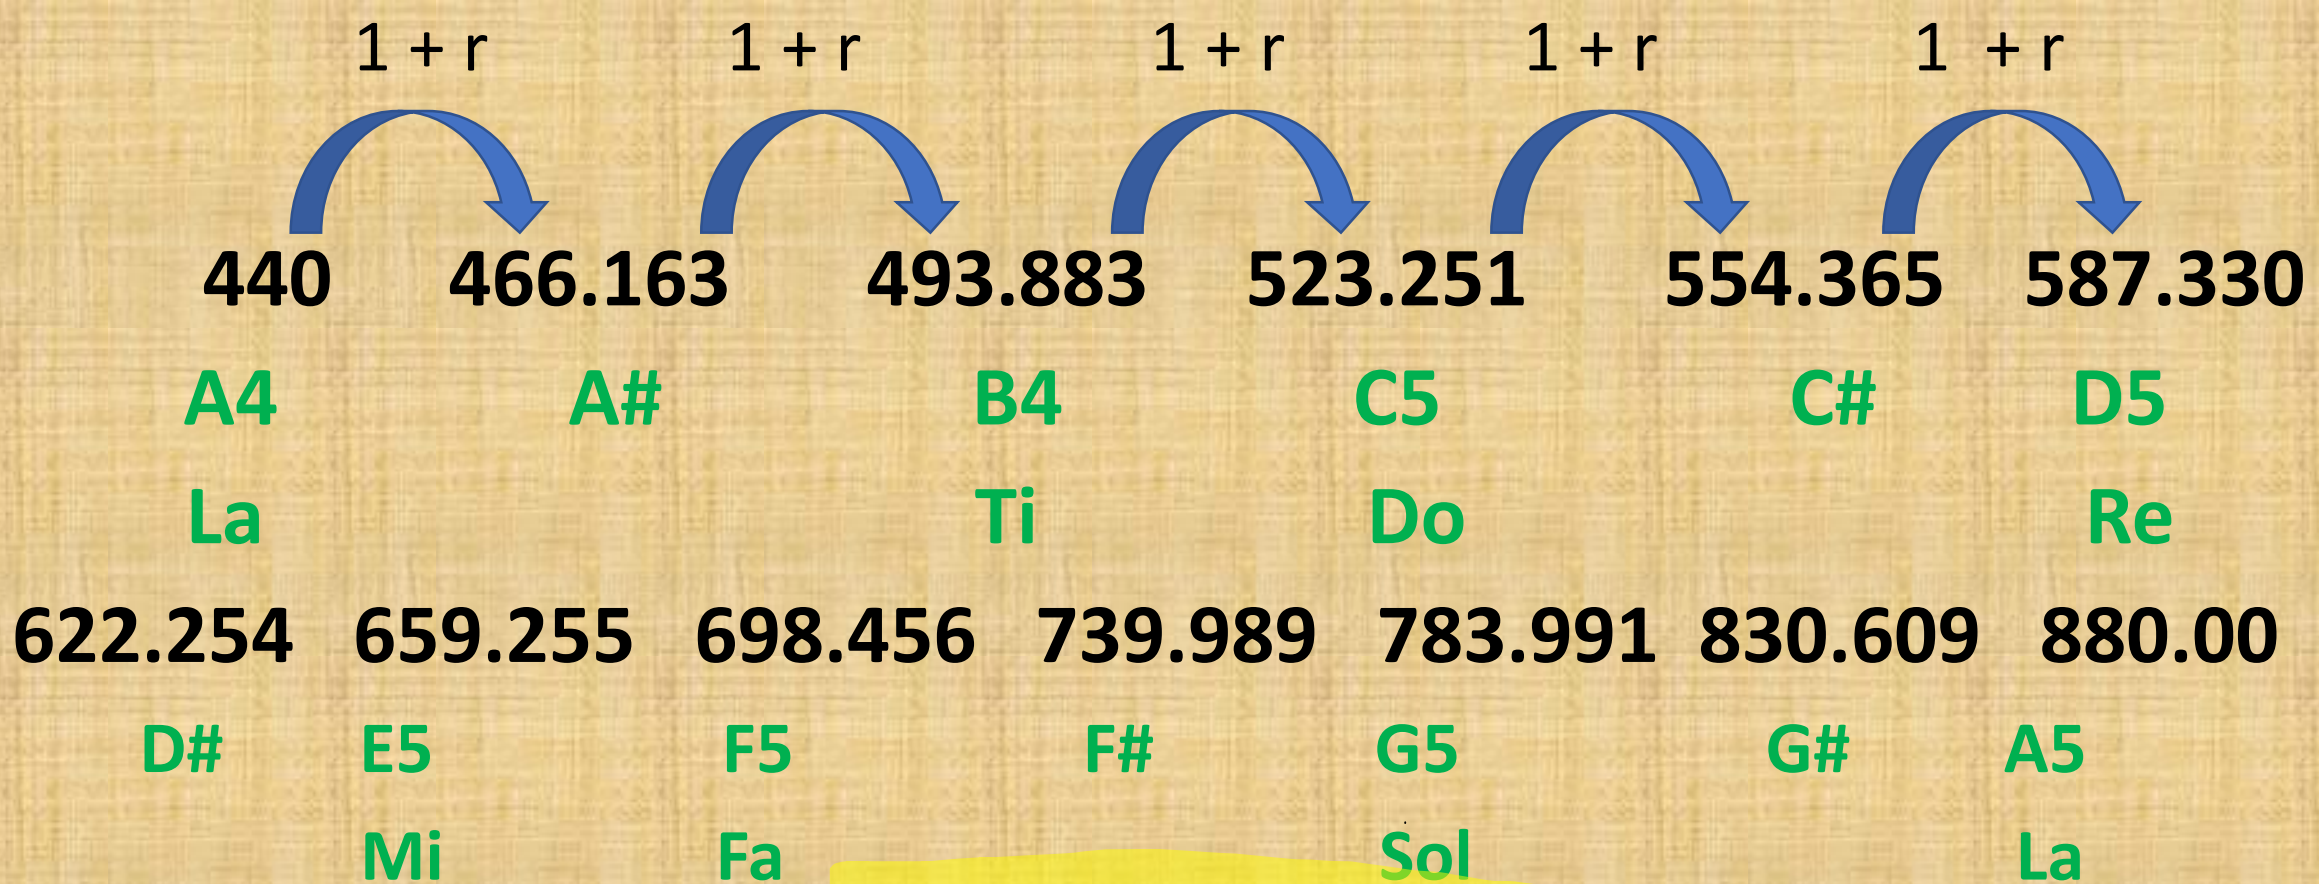 1 + r 1 + r 1 + r 1 + r 1 + r
440 466.163 493.883 523.251 554.365 587.330
A4 A# B4 C5 C# D5
La Ti Do Re
622.254 659.255 698.456 739.989 783.991 830.609 880.00
D# E5 F5 F# G5 G# A5
Mi Fa Sol La